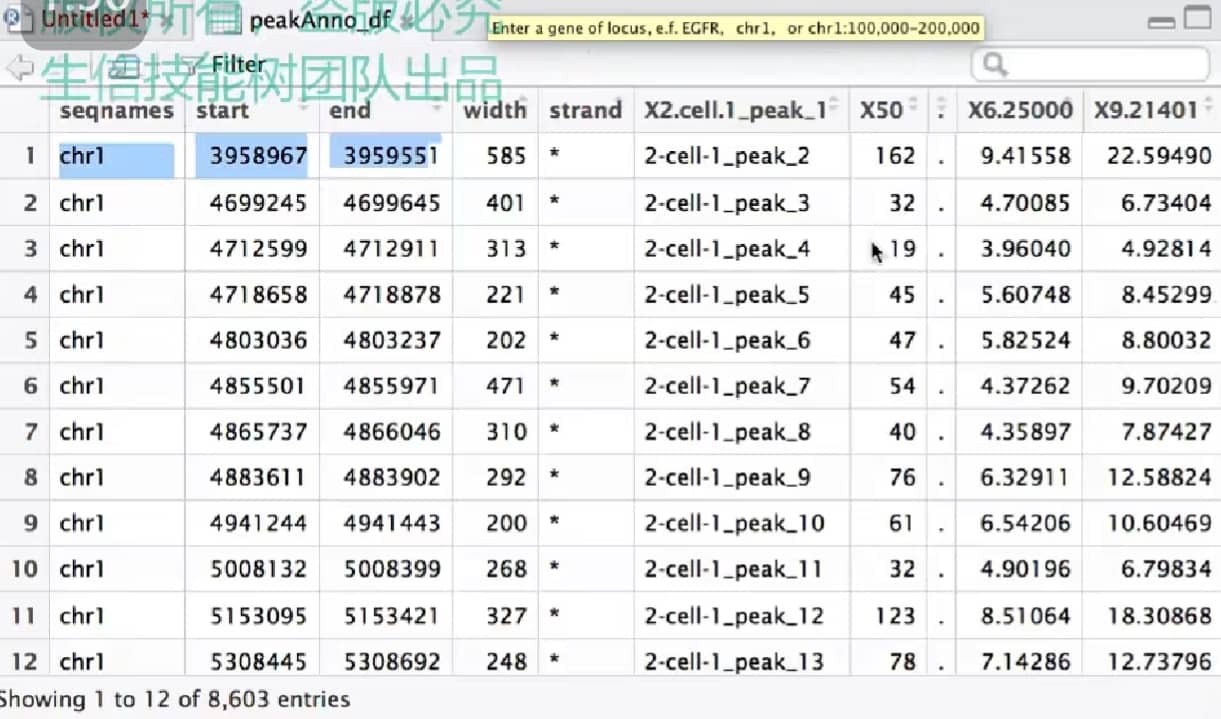 Untitled1* peakAnno_df
版权所有，盗版必究
Enter a gene of locus, e.f. EGFR, chr1, or chr1:100,000-200,000
Filter
生信技能树团队出品
seqnames start end width strand X2.cell.1_peak_1 X50 : X6.25000 X9.21401
1 chr1 3958967 3959551 585 * 2-cell-1_peak_2 162 . 9.41558 22.59490
2 chr1 4699245 4699645 401 * 2-cell-1_peak_3 32 . 4.70085 6.73404
3 chr1 4712599 4712911 313 * 2-cell-1_peak_4 19 . 3.96040 4.92814
4 chr1 4718658 4718878 221 * 2-cell-1_peak_5 45 . 5.60748 8.45299
5 chr1 4803036 4803237 202 * 2-cell-1_peak_6 47 . 5.82524 8.80032
6 chr1 4855501 4855971 471 * 2-cell-1_peak_7 54 . 4.37262 9.70209
7 chr1 4865737 4866046 310 * 2-cell-1_peak_8 40 . 4.35897 7.87427
8 chr1 4883611 4883902 292 * 2-cell-1_peak_9 76 . 6.32911 12.58824
9 chr1 4941244 4941443 200 * 2-cell-1_peak_10 61 . 6.54206 10.60469
10 chr1 5008132 5008399 268 * 2-cell-1_peak_11 32 . 4.90196 6.79834
11 chr1 5153095 5153421 327 * 2-cell-1_peak_12 123 . 8.51064 18.30868
12 chr1 5308445 5308692 248 * 2-cell-1_peak_13 78 . 7.14286 12.73796
Showing 1 to 12 of 8,603 entries